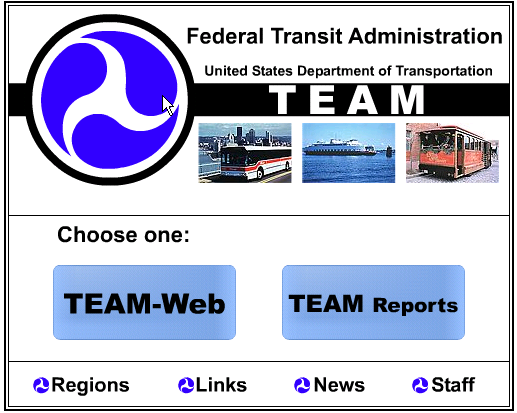 Federal Transit Administration
United States Department of Transportation
TEAM
Choose one:
TEAM-Web
TEAM Reports
Regions Links News Staff